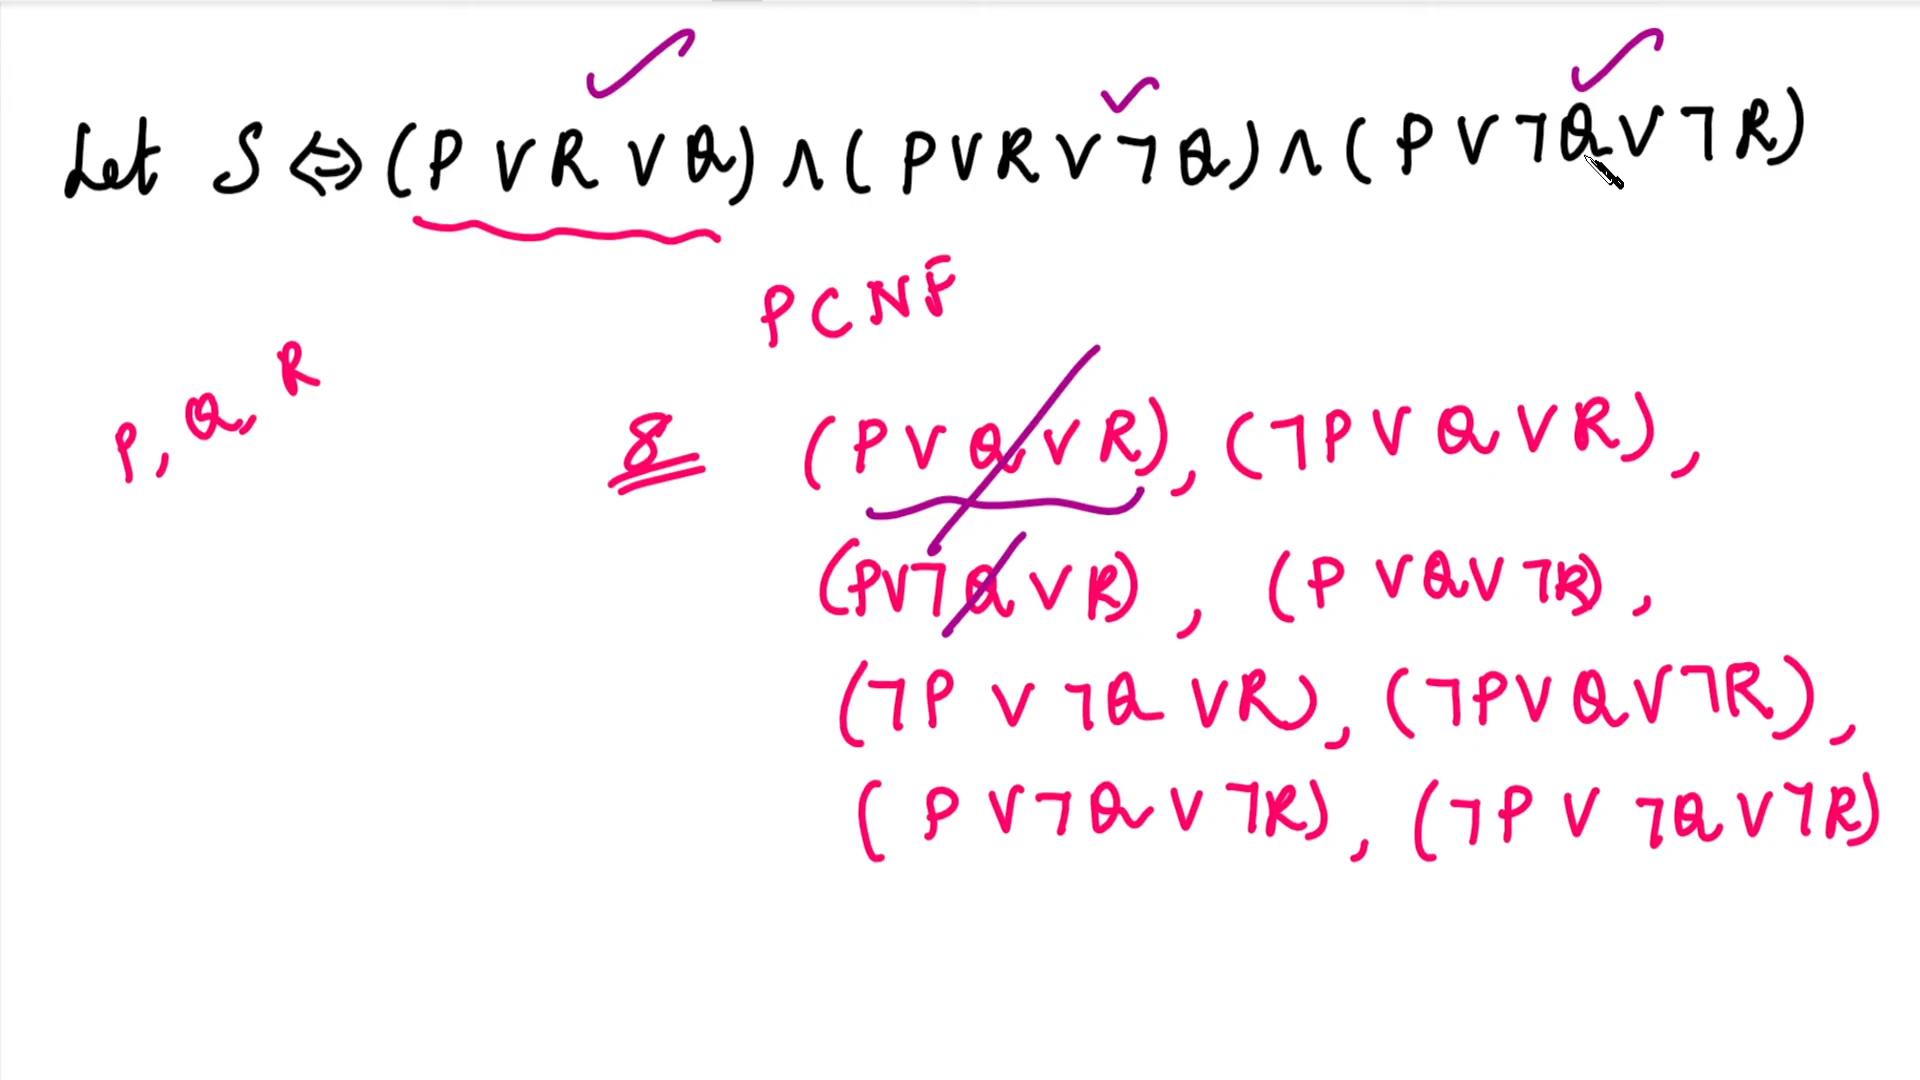 Let S ⇔ (P ∨ R ∨ Q) ∧ (P ∨ R ∨ ¬Q) ∧ (P ∨ ¬Q ∨ ¬R)
PCNF
P, Q, R
8 (P ∨ Q ∨ R), (¬P ∨ Q ∨ R),
(P ∨ ¬Q ∨ R), (P ∨ Q ∨ ¬R),
(¬P ∨ ¬Q ∨ R), (¬P ∨ Q ∨ ¬R),
(P ∨ ¬Q ∨ ¬R), (¬P ∨ ¬Q ∨ ¬R)